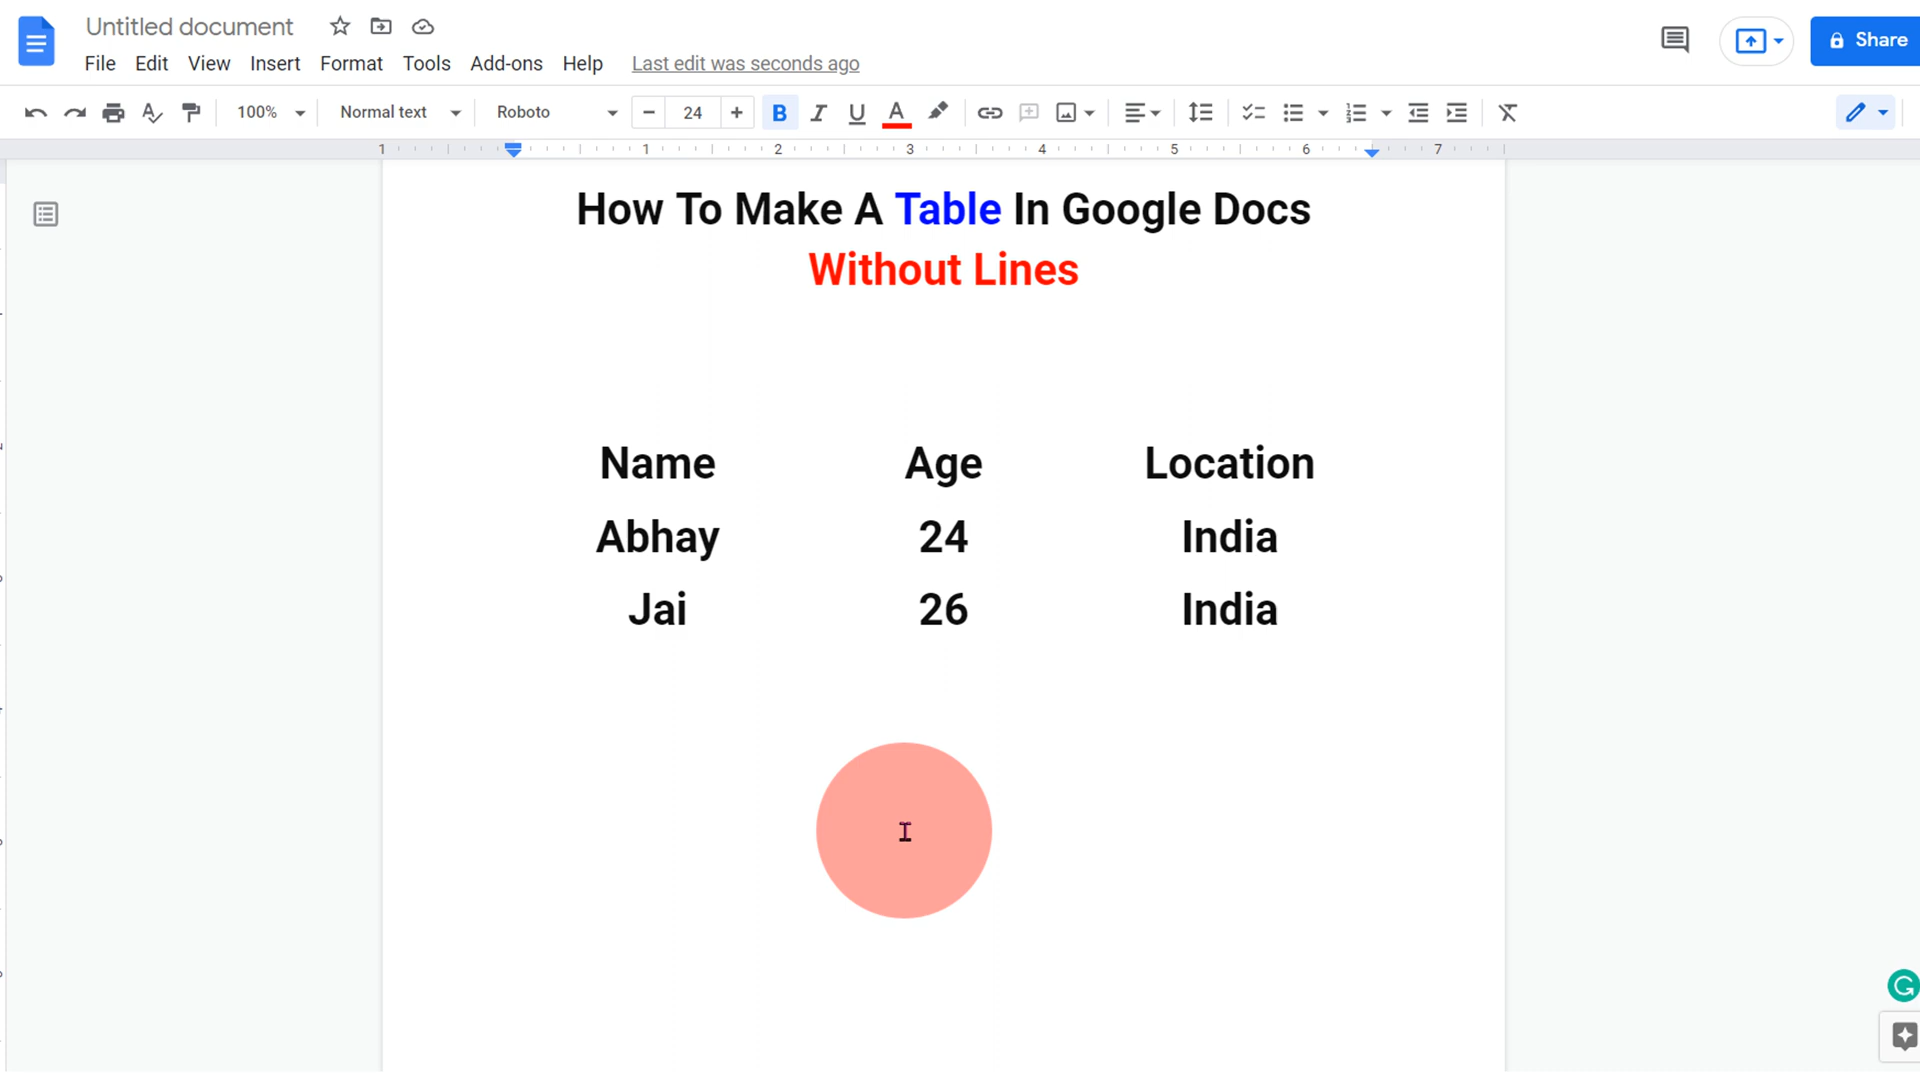 Untitled document
File Edit View Insert Format Tools Add-ons Help Last edit was seconds ago
Share
100% Normal text Roboto − 24 + B I U A
1 1 2 3 4 5 6 7
How To Make A Table In Google Docs
Without Lines
Name Age Location
Abhay 24 India
Jai 26 India